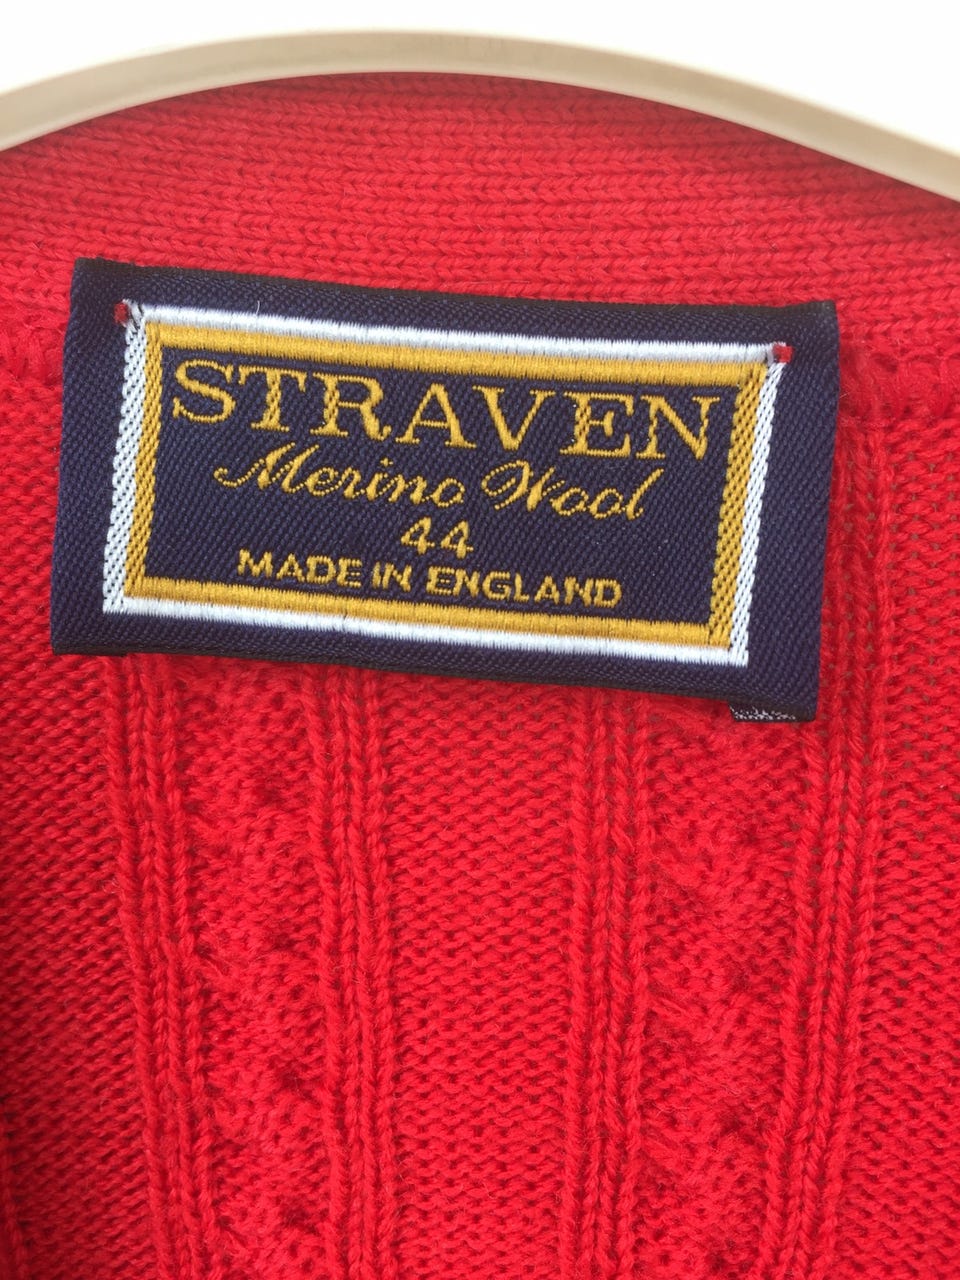 STRAVEN
Merino Wool
44
MADE IN ENGLAND